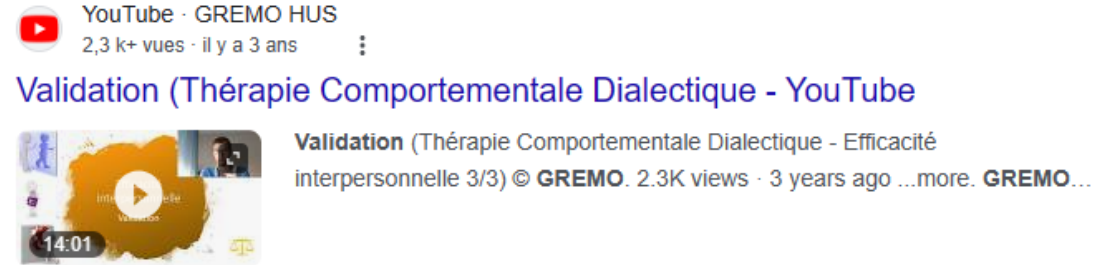 YouTube · GREMO HUS
2,3 k+ vues · il y a 3 ans
Validation (Thérapie Comportementale Dialectique - YouTube
Validation (Thérapie Comportementale Dialectique - Efficacité
interpersonnelle 3/3) © GREMO. 2.3K views · 3 years ago ...more. GREMO...
Validation
14:01